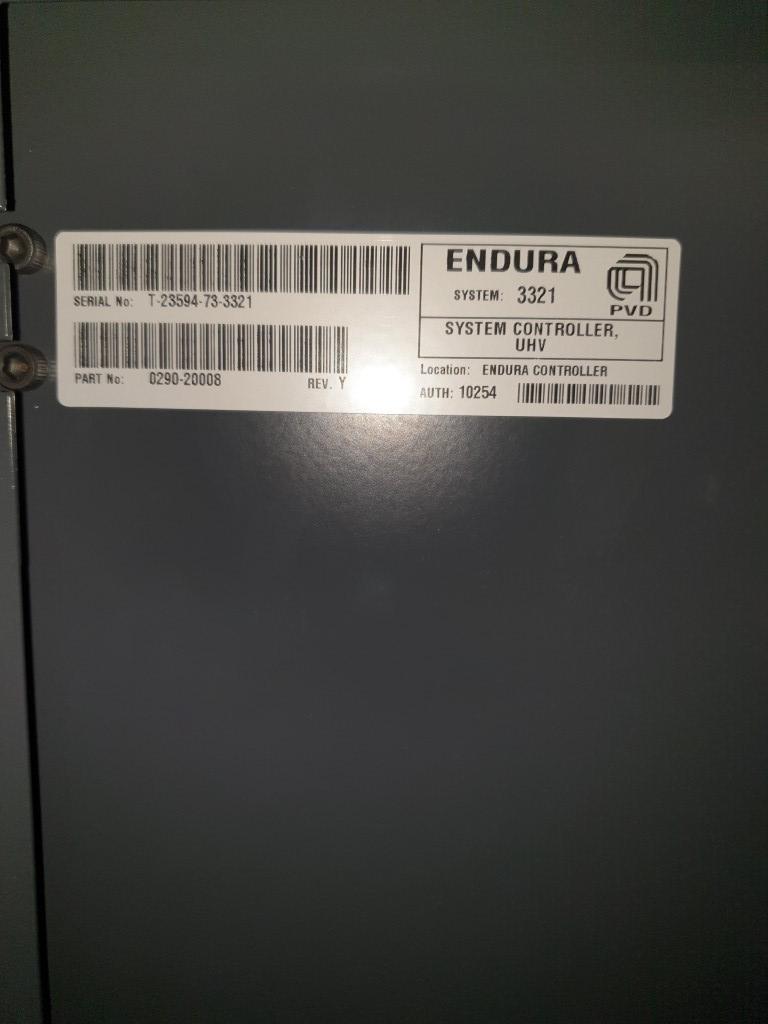 SERIAL No: T-23594-73-3321
PART No: 0290-20008 REV. Y
ENDURA
SYSTEM: 3321
PVD
SYSTEM CONTROLLER,
UHV
Location: ENDURA CONTROLLER
AUTH: 10254